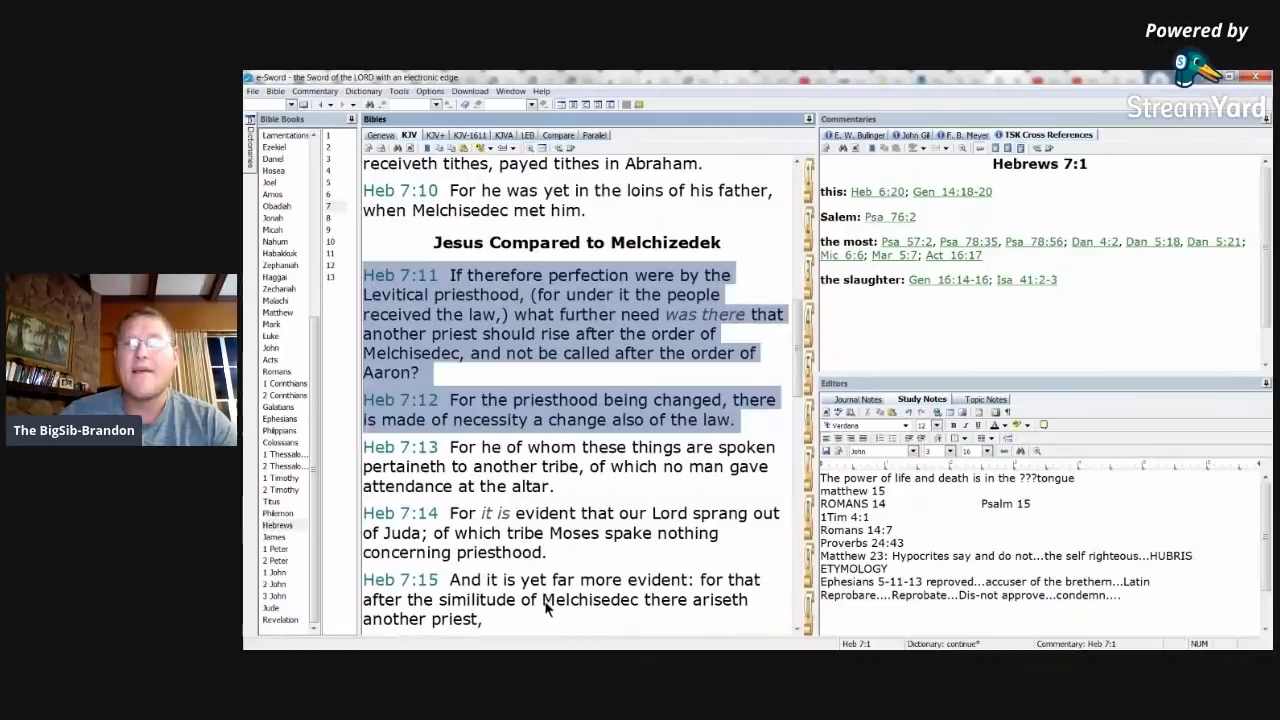 Powered by
StreamYard
e-Sword - the Sword of the LORD with an electronic edge
File Bible Commentary Dictionary Tools Options Download Window Help
Bible Books
Lamentations
Ezekiel
Daniel
Hosea
Joel
Amos
Obadiah
Jonah
Micah
Nahum
Habakkuk
Zephaniah
Haggai
Zechariah
Malachi
Matthew
Mark
Luke
John
Acts
Romans
1 Corinthians
2 Corinthians
Galatians
Ephesians
Philippians
Colossians
1 Thessalo...
2 Thessalo...
1 Timothy
2 Timothy
Titus
Philemon
Hebrews
James
1 Peter
2 Peter
1 John
2 John
3 John
Jude
Revelation
1
2
3
4
5
6
7
8
9
10
11
12
13
Dictionaries
Bibles
Geneva KJV KJV+ KJV-1611 KJVA LEB Compare Parallel
receiveth tithes, payed tithes in Abraham.
Heb 7:10 For he was yet in the loins of his father,
when Melchisedec met him.
Jesus Compared to Melchizedek
Heb 7:11 If therefore perfection were by the
Levitical priesthood, (for under it the people
received the law,) what further need was there that
another priest should rise after the order of
Melchisedec, and not be called after the order of
Aaron?
Heb 7:12 For the priesthood being changed, there
is made of necessity a change also of the law.
Heb 7:13 For he of whom these things are spoken
pertaineth to another tribe, of which no man gave
attendance at the altar.
Heb 7:14 For it is evident that our Lord sprang out
of Juda; of which tribe Moses spake nothing
concerning priesthood.
Heb 7:15 And it is yet far more evident: for that
after the similitude of Melchisedec there ariseth
another priest,
Commentaries
E. W. Bulinger John Gil F. B. Meyer TSK Cross References
Hebrews 7:1
this: Heb 6:20; Gen 14:18-20
Salem: Psa 76:2
the most: Psa 57:2, Psa 78:35, Psa 78:56; Dan 4:2, Dan 5:18, Dan 5:21;
Mic 6:6; Mar 5:7; Act 16:17
the slaughter: Gen 16:14-16; Isa 41:2-3
Editors
Journal Notes Study Notes Topic Notes
Verdana 12
John 3 16
The power of life and death is in the ???tongue
matthew 15
ROMANS 14 Psalm 15
1Tim 4:1
Romans 14:7
Proverbs 24:43
Matthew 23: Hypocrites say and do not...the self righteous...HUBRIS
ETYMOLOGY
Ephesians 5-11-13 reproved...accuser of the brethem...Latin
Reprobare....Reprobate...Dis-not approve...condemn....
Heb 7:1 Dictionary: continue* Commentary: Heb 7:1 NUM
The BigSib-Brandon